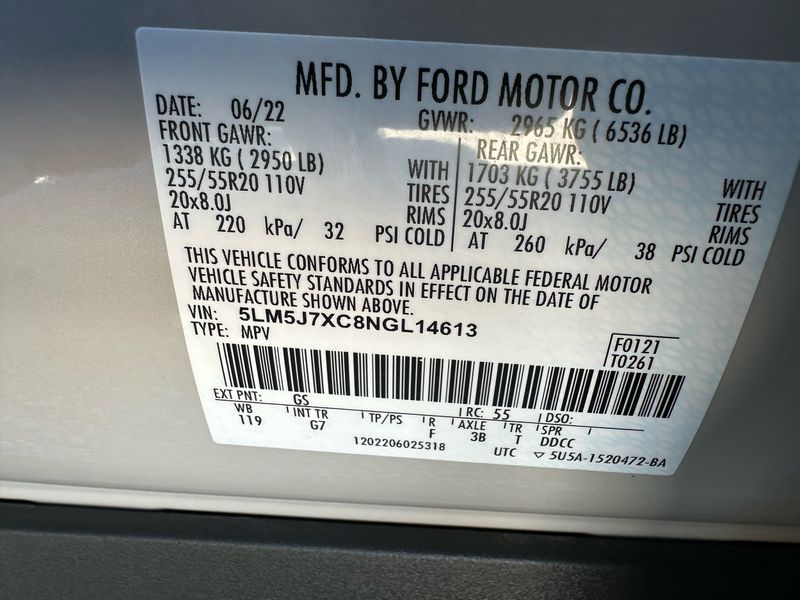 MFD. BY FORD MOTOR CO.
DATE: 06/22 GVWR: 2965 KG ( 6536 LB)
FRONT GAWR: REAR GAWR:
1338 KG ( 2950 LB) WITH 1703 KG ( 3755 LB) WITH
255/55R20 110V TIRES 255/55R20 110V TIRES
20x8.0J RIMS 20x8.0J RIMS
AT 220 kPa/ 32 PSI COLD AT 260 kPa/ 38 PSI COLD
THIS VEHICLE CONFORMS TO ALL APPLICABLE FEDERAL MOTOR
VEHICLE SAFETY STANDARDS IN EFFECT ON THE DATE OF
MANUFACTURE SHOWN ABOVE.
VIN: 5LM5J7XC8NGL14613
TYPE: MPV
F0121
T0261
EXT PNT: GS RC: 55 DSO:
WB INT TR TP/PS R AXLE TR SPR
119 G7 F 3B T DDCC
1202206025318 UTC ▽ 5U5A-1520472-BA